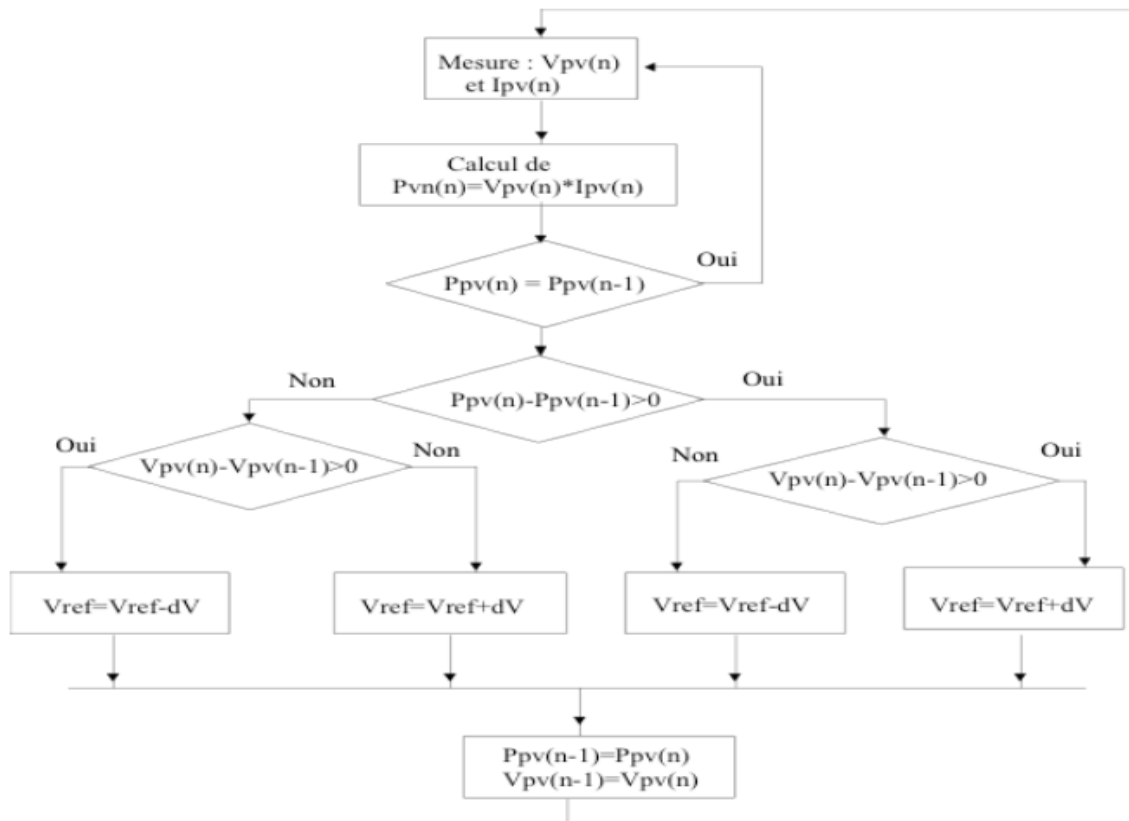 Mesure : Vpv(n)
et Ipv(n)
Calcul de
Pvn(n)=Vpv(n)*Ipv(n)
Oui
Ppv(n) = Ppv(n-1)
Non
Oui
Ppv(n)-Ppv(n-1)>0
Oui
Non
Vpv(n)-Vpv(n-1)>0
Non
Oui
Vpv(n)-Vpv(n-1)>0
Vref=Vref-dV
Vref=Vref+dV
Vref=Vref-dV
Vref=Vref+dV
Ppv(n-1)=Ppv(n)
Vpv(n-1)=Vpv(n)